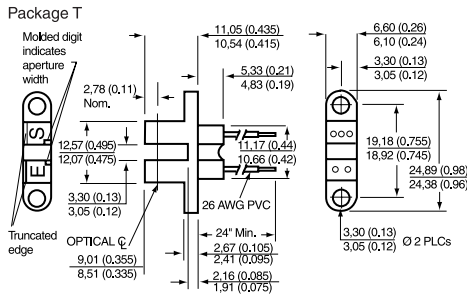 Package T
Molded digit
indicates
aperture
width
11,05 (0.435)
10,54 (0.415)
6,60 (0.26)
6,10 (0.24)
2,78 (0.11)
Nom.
5,33 (0.21)
4,83 (0.19)
3,30 (0.13)
3,05 (0.12)
S
E
12,57 (0.495)
12,07 (0.475)
11,17 (0.44)
10,66 (0.42)
19,18 (0.755)
18,92 (0.745)
24,89 (0.98)
24,38 (0.96)
3,30 (0.13)
3,05 (0.12)
26 AWG PVC
Truncated
edge
OPTICAL ℄
24" Min.
3,30 (0.13)
3,05 (0.12)
Ø 2 PLCs
9,01 (0.355)
8,51 (0.335)
2,67 (0.105)
2,41 (0.095)
2,16 (0.085)
1,91 (0.075)